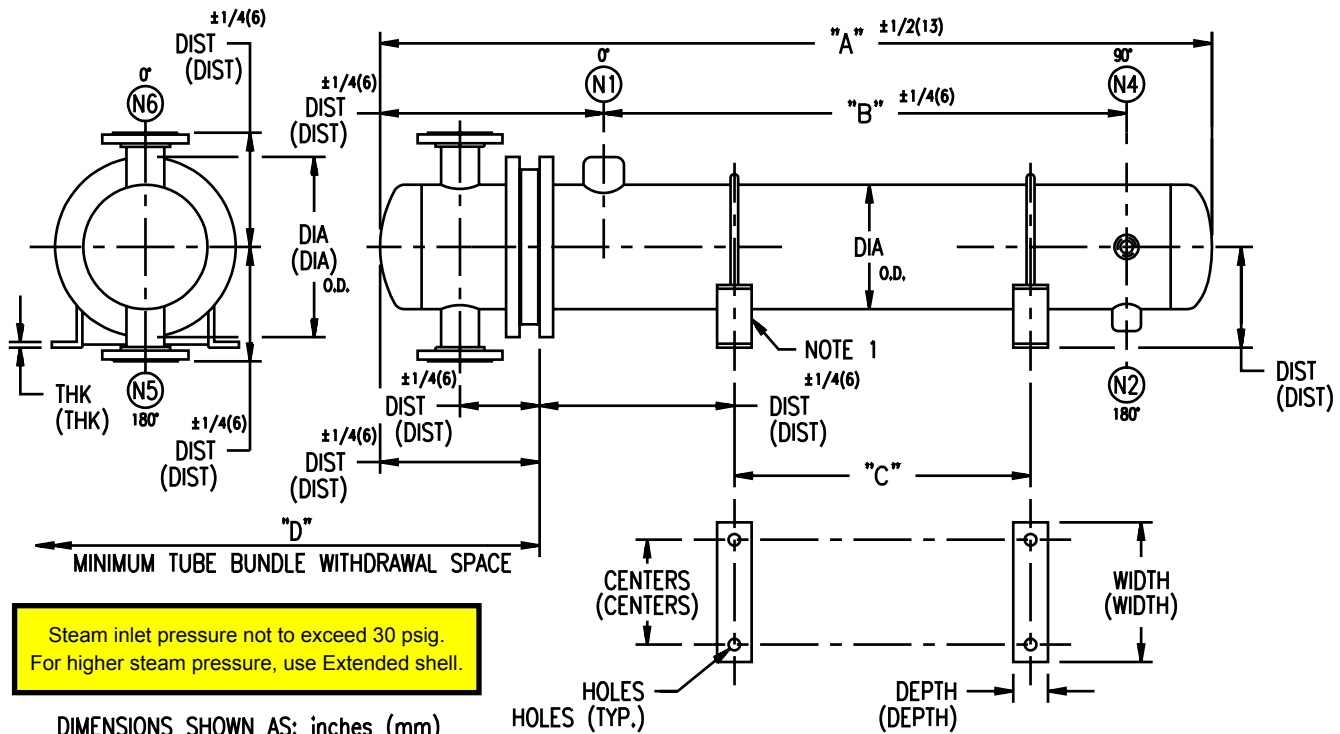 ±1/4(6)
DIST
(DIST)
0°
N6
DIA
(DIA)
O.D.
THK
(THK)
N5
180°
±1/4(6)
DIST
(DIST)
"A" ±1/2(13)
±1/4(6)
DIST
(DIST)
0°
N1
"B" ±1/4(6)
90°
N4
DIA
O.D.
NOTE 1
N2
180°
DIST
(DIST)
±1/4(6)
DIST
(DIST)
±1/4(6)
DIST
(DIST)
±1/4(6)
DIST
(DIST)
"C"
"D"
MINIMUM TUBE BUNDLE WITHDRAWAL SPACE
CENTERS
(CENTERS)
WIDTH
(WIDTH)
HOLES
HOLES (TYP.)
DEPTH
(DEPTH)
Steam inlet pressure not to exceed 30 psig.
For higher steam pressure, use Extended shell.
DIMENSIONS SHOWN AS: inches (mm)